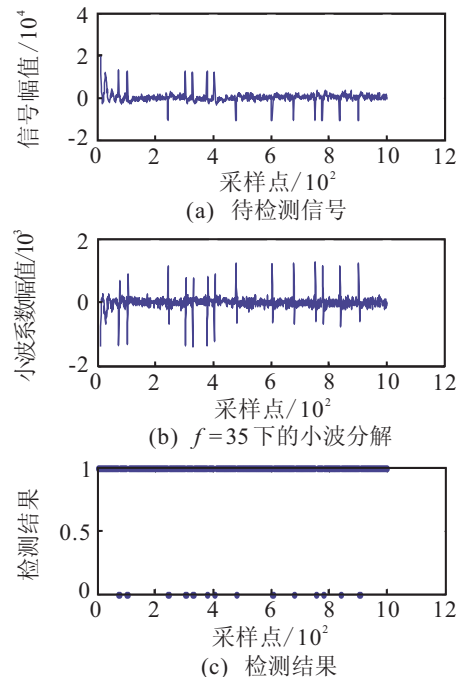 信号幅值/10⁴
4
2
0
-2
0 2 4 6 8 10 12
采样点/10²
(a) 待检测信号
小波系数幅值/10³
2
0
-2
0 2 4 6 8 10 12
采样点/10²
(b) f=35下的小波分解
检测结果
1
0.5
0
0 2 4 6 8 10 12
采样点/10²
(c) 检测结果